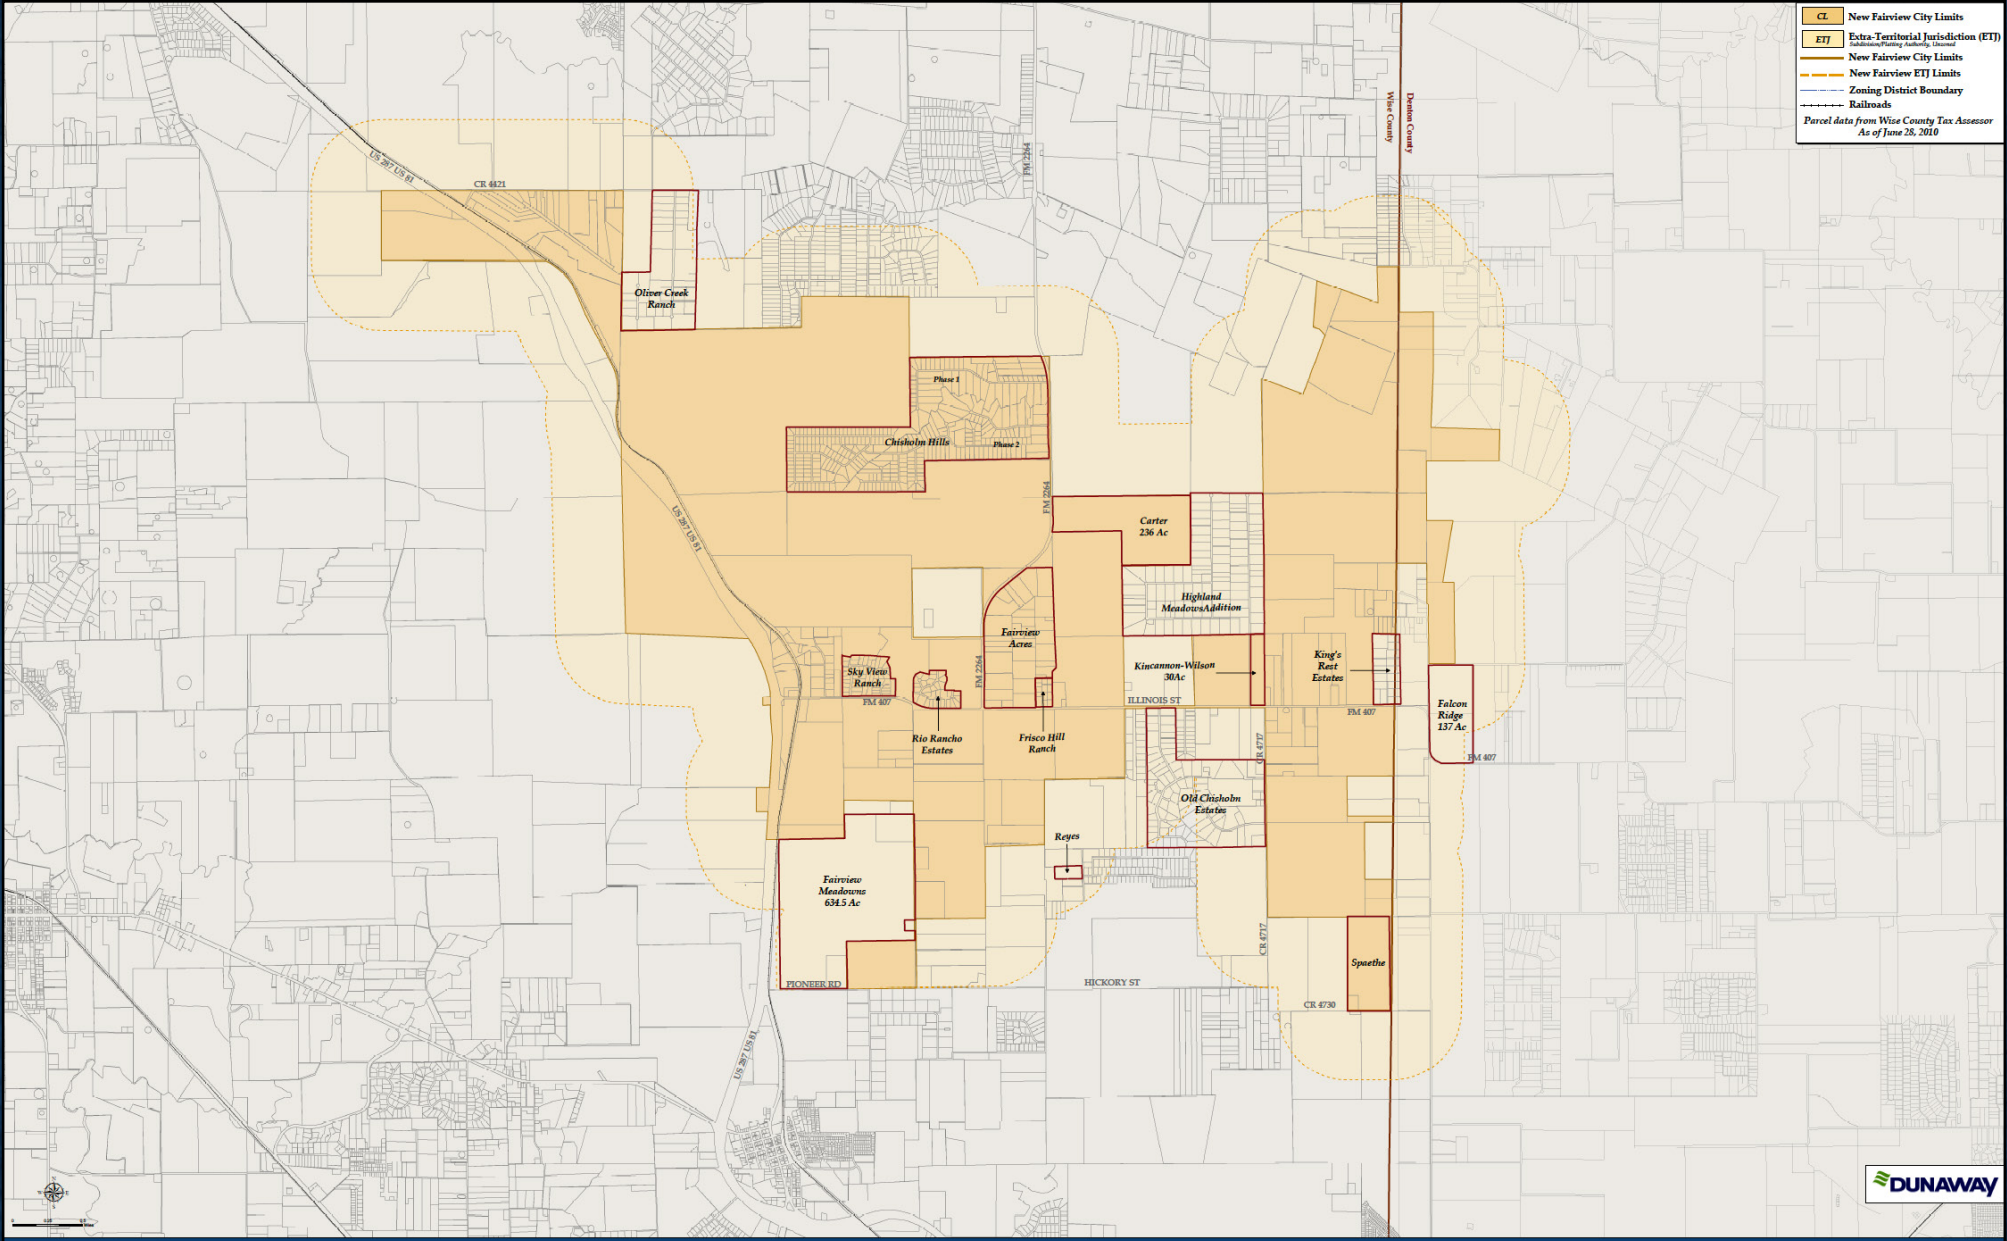 CL New Fairview City Limits
ETJ Extra-Territorial Jurisdiction (ETJ)
Subdivision/Platting Authority, Unzoned
New Fairview City Limits
New Fairview ETJ Limits
Zoning District Boundary
Railroads
Parcel data from Wise County Tax Assessor
As of June 28, 2010
Wise County
Denton County
FM 2264
US 287 US 81
CR 4421
Oliver Creek
Ranch
Phase 1
Chisholm Hills
Phase 2
FM 2264
US 287 US 81
Carter
236 Ac
Highland
MeadowsAddition
Fairview
Acres
Sky View
Ranch
FM 2264
Kincannon-Wilson
30Ac
King's
Rest
Estates
FM 407
ILLINOIS ST
FM 407
Falcon
Ridge
137 Ac
FM 407
Rio Rancho
Estates
Frisco Hill
Ranch
CR 4717
Old Chisholm
Estates
Reyes
Fairview
Meadowns
634.5 Ac
CR 4717
Spaethe
PIONEER RD
HICKORY ST
CR 4730
US 287 US 81
DUNAWAY